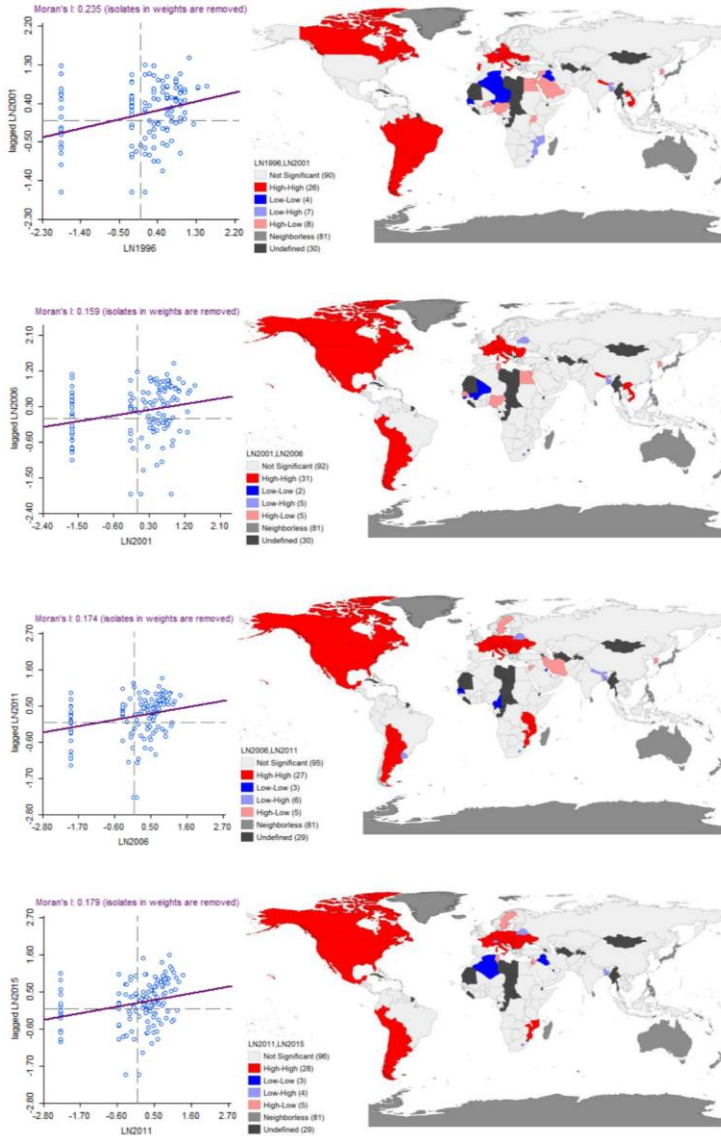 Moran's I: 0.235 (isolates in weights are removed)
lagged LN2001
2.20
1.30
0.40
-0.50
-1.40
-2.30
-2.30 -1.40 -0.50 0.40 1.30 2.20
LN1996
LN1996,LN2001
Not Significant (90)
High-High (26)
Low-Low (4)
Low-High (7)
High-Low (8)
Neighborless (81)
Undefined (30)
Moran's I: 0.159 (isolates in weights are removed)
lagged LN2006
2.10
1.20
0.30
-0.60
-1.50
-2.40
-2.40 -1.50 -0.60 0.30 1.20 2.10
LN2001
LN2001,LN2006
Not Significant (92)
High-High (31)
Low-Low (2)
Low-High (5)
High-Low (5)
Neighborless (81)
Undefined (30)
Moran's I: 0.174 (isolates in weights are removed)
lagged LN2011
2.70
1.60
0.50
-0.60
-1.70
-2.80
-2.80 -1.70 -0.60 0.50 1.60 2.70
LN2006
LN2006,LN2011
Not Significant (95)
High-High (27)
Low-Low (3)
Low-High (6)
High-Low (5)
Neighborless (81)
Undefined (29)
Moran's I: 0.179 (isolates in weights are removed)
lagged LN2015
2.70
1.60
0.50
-0.60
-1.70
-2.80
-2.80 -1.70 -0.60 0.50 1.60 2.70
LN2011
LN2011,LN2015
Not Significant (96)
High-High (28)
Low-Low (3)
Low-High (4)
High-Low (5)
Neighborless (81)
Undefined (29)